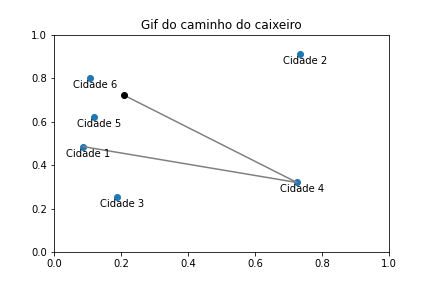 Gif do caminho do caixeiro
1.0
Cidade 2
0.8
Cidade 6
0.6
Cidade 5
Cidade 1
0.4
Cidade 4
0.2
Cidade 3
0.0
0.0 0.2 0.4 0.6 0.8 1.0